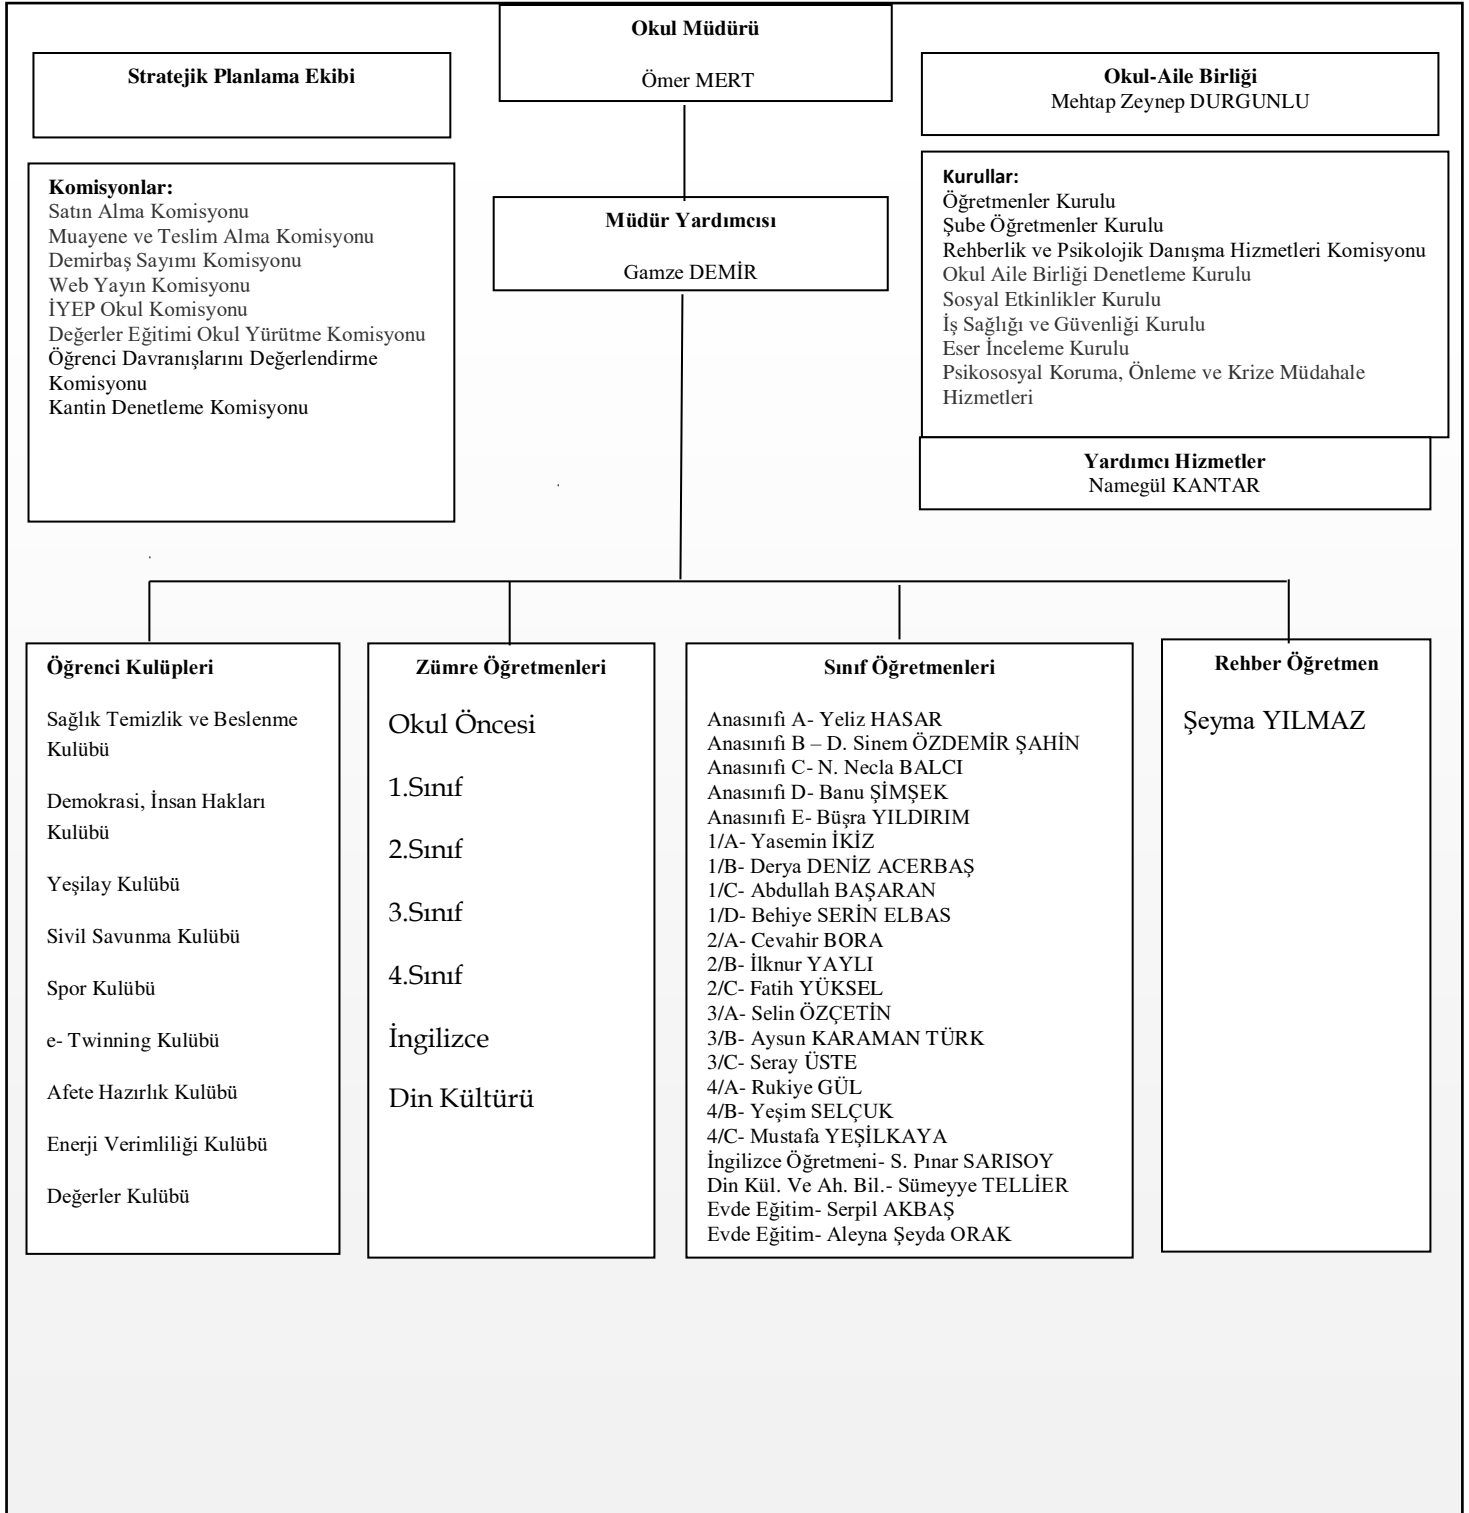 Okul Müdürü
Ömer MERT
Stratejik Planlama Ekibi
Okul-Aile Birliği
Mehtap Zeynep DURGUNLU
Komisyonlar:
Satın Alma Komisyonu
Muayene ve Teslim Alma Komisyonu
Demirbaş Sayımı Komisyonu
Web Yayın Komisyonu
İYEP Okul Komisyonu
Değerler Eğitimi Okul Yürütme Komisyonu
Öğrenci Davranışlarını Değerlendirme
Komisyonu
Kantin Denetleme Komisyonu
Müdür Yardımcısı
Gamze DEMİR
Kurullar:
Öğretmenler Kurulu
Şube Öğretmenler Kurulu
Rehberlik ve Psikolojik Danışma Hizmetleri Komisyonu
Okul Aile Birliği Denetleme Kurulu
Sosyal Etkinlikler Kurulu
İş Sağlığı ve Güvenliği Kurulu
Eser İnceleme Kurulu
Psikososyal Koruma, Önleme ve Krize Müdahale
Hizmetleri
Yardımcı Hizmetler
Namegül KANTAR
Öğrenci Kulüpleri
Sağlık Temizlik ve Beslenme
Kulübü
Demokrasi, İnsan Hakları
Kulübü
Yeşilay Kulübü
Sivil Savunma Kulübü
Spor Kulübü
e- Twinning Kulübü
Afete Hazırlık Kulübü
Enerji Verimliliği Kulübü
Değerler Kulübü
Zümre Öğretmenleri
Okul Öncesi
1.Sınıf
2.Sınıf
3.Sınıf
4.Sınıf
İngilizce
Din Kültürü
Sınıf Öğretmenleri
Anasınıfı A- Yeliz HASAR
Anasınıfı B – D. Sinem ÖZDEMİR ŞAHİN
Anasınıfı C- N. Necla BALCI
Anasınıfı D- Banu ŞİMŞEK
Anasınıfı E- Büşra YILDIRIM
1/A- Yasemin İKİZ
1/B- Derya DENİZ ACERBAŞ
1/C- Abdullah BAŞARAN
1/D- Behiye SERİN ELBAS
2/A- Cevahir BORA
2/B- İlknur YAYLI
2/C- Fatih YÜKSEL
3/A- Selin ÖZÇETİN
3/B- Aysun KARAMAN TÜRK
3/C- Seray ÜSTE
4/A- Rukiye GÜL
4/B- Yeşim SELÇUK
4/C- Mustafa YEŞİLKAYA
İngilizce Öğretmeni- S. Pınar SARISOY
Din Kül. Ve Ah. Bil.- Sümeyye TELLİER
Evde Eğitim- Serpil AKBAŞ
Evde Eğitim- Aleyna Şeyda ORAK
Rehber Öğretmen
Şeyma YILMAZ